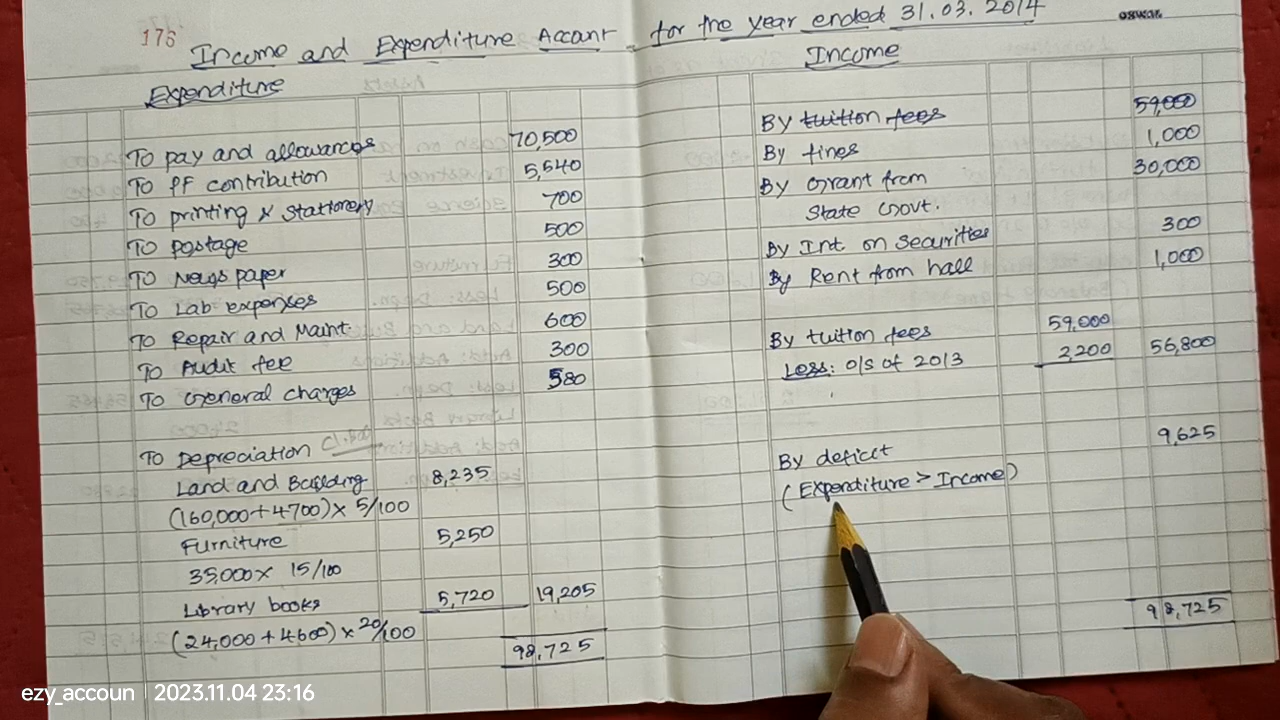 176
Income and Expenditure Account for the year ended 31.03.2014
OSWAL
Expenditure
To pay and allowances 70,500
To PF contribution 5,540
To printing & stationery 700
To postage 500
To News paper 300
To Lab expenses 500
To Repair and Maint. 600
To Audit fee 300
To General charges 580
To Depreciation cl. Bal
Land and Building 8,235
(160,000+4700) x 5/100
Furniture 5,250
35,000 x 15/100
Library books 5,720 19,205
(24,000+4600) x 20/100
98,725
Income
By tuition fees 59,000
By fines 1,000
By Grant from 30,000
State Govt.
By Int on securities 300
By Rent from hall 1,000
By tuition fees 59,000
Less: o/s of 2013 2,200 56,800
By deficit 9,625
(Expenditure > Income)
98,725
ezy_accoun | 2023.11.04 23:16